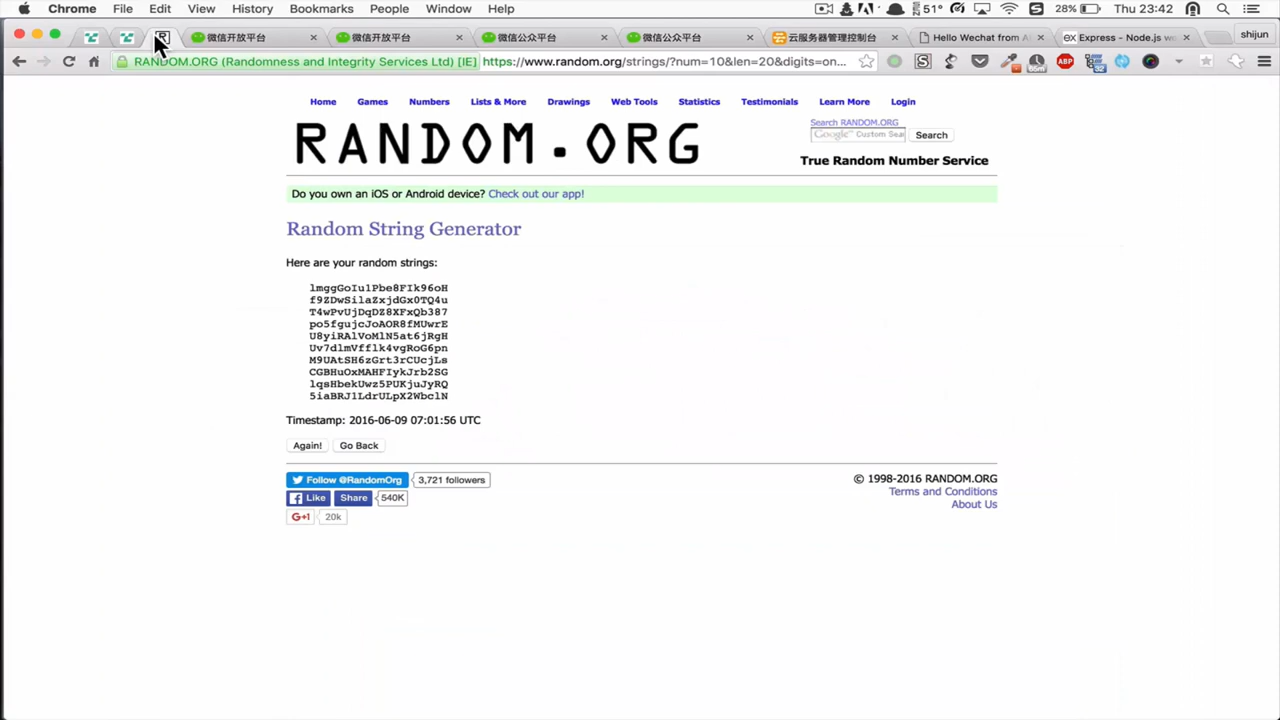 Chrome File Edit View History Bookmarks People Window Help 51° 28% Thu 23:42
微信开放平台 微信开放平台 微信公众平台 微信公众平台 云服务器管理控制台 Hello Wechat from Al Express - Node.js we shijun
RANDOM.ORG (Randomness and Integrity Services Ltd) [IE] https://www.random.org/strings/?num=10&len=20&digits=on...
Home Games Numbers Lists & More Drawings Web Tools Statistics Testimonials Learn More Login
RANDOM.ORG
Search RANDOM.ORG
Google Custom Sea Search
True Random Number Service
Do you own an iOS or Android device? Check out our app!
Random String Generator
Here are your random strings:
lmggGoIu1Pbe8FIk96oH
f9ZDwSilaZxjdGx0TQ4u
T4wPvUjDqDZ8XFxQb387
po5fgujcJoAOR8fMUwrE
U8yiRAlVoMlN5at6jRgH
Uv7dlmVfflk4vgRoG6pn
M9UAtSH6zGrt3rCUcjLs
CGBHuOxMAHFIykJrb2SG
lqsHbekUwz5PUKjuJyRQ
5iaBRJ1LdrULpX2WbclN
Timestamp: 2016-06-09 07:01:56 UTC
Again! Go Back
Follow @RandomOrg 3,721 followers
Like Share 540K
G+1 20k
© 1998-2016 RANDOM.ORG
Terms and Conditions
About Us